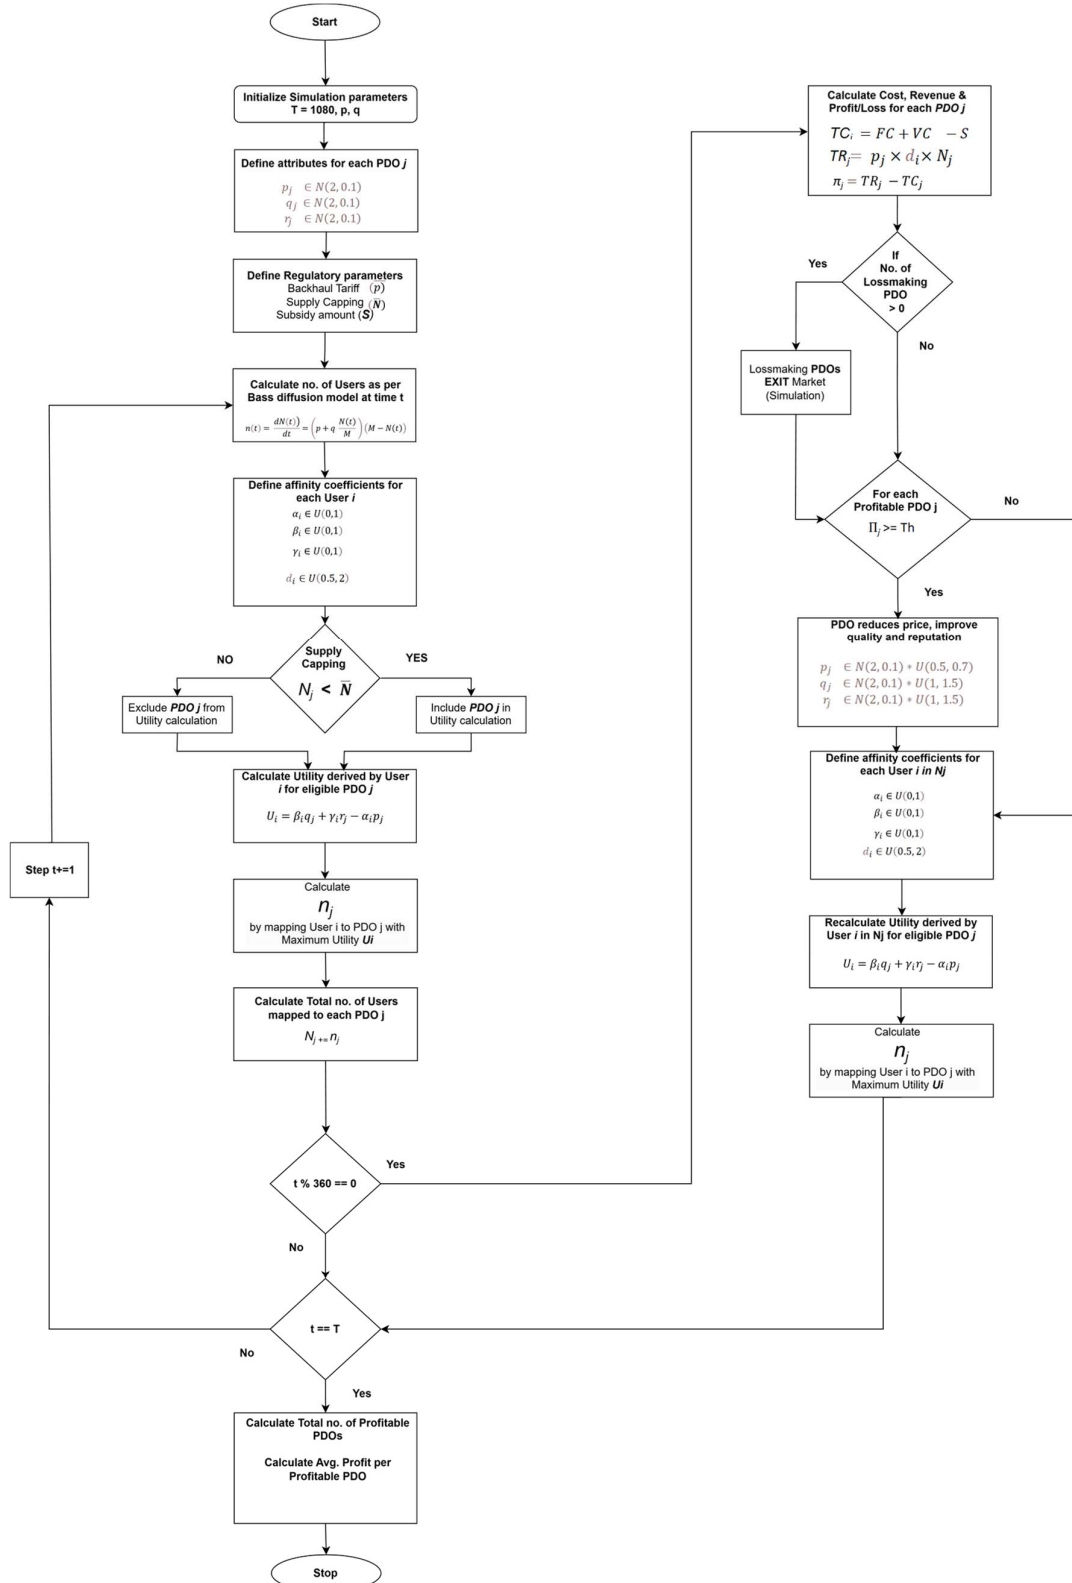 Start
Initialize Simulation parameters
T = 1080, p, q
Define attributes for each PDO j
p_j ∈ N(2, 0.1)
q_j ∈ N(2, 0.1)
r_j ∈ N(2, 0.1)
Define Regulatory parameters
Backhaul Tariff (p̅)
Supply Capping (N̅)
Subsidy amount (S)
Calculate no. of Users as per
Bass diffusion model at time t
n(t) = dN(t))/dt = (p + q N(t)/M) (M − N(t))
Define affinity coefficients for
each User i
α_i ∈ U(0,1)
β_i ∈ U(0,1)
γ_i ∈ U(0,1)
d_i ∈ U(0.5, 2)
Supply
Capping
N_j < N̅
NO
YES
Exclude PDO j from
Utility calculation
Include PDO j in
Utility calculation
Calculate Utility derived by User
i for eligible PDO j
U_i = β_i q_j + γ_i r_j − α_i p_j
Calculate
n_j
by mapping User i to PDO j with
Maximum Utility Ui
Calculate Total no. of Users
mapped to each PDO j
N_j += n_j
t % 360 == 0
Yes
No
t == T
No
Yes
Step t+=1
Calculate Total no. of Profitable
PDOs
Calculate Avg. Profit per
Profitable PDO
Stop
Calculate Cost, Revenue &
Profit/Loss for each PDO j
TC_i = FC + VC − S
TR_j = p_j × d_i × N_j
π_j = TR_j − TC_j
If
No. of
Lossmaking
PDO
> 0
Yes
No
Lossmaking PDOs
EXIT Market
(Simulation)
For each
Profitable PDO j
Π_j >= Th
No
Yes
PDO reduces price, improve
quality and reputation
p_j ∈ N(2, 0.1) * U(0.5, 0.7)
q_j ∈ N(2, 0.1) * U(1, 1.5)
r_j ∈ N(2, 0.1) * U(1, 1.5)
Define affinity coefficients for
each User i in Nj
α_i ∈ U(0,1)
β_i ∈ U(0,1)
γ_i ∈ U(0,1)
d_i ∈ U(0.5, 2)
Recalculate Utility derived by
User i in Nj for eligible PDO j
U_i = β_i q_j + γ_i r_j − α_i p_j
Calculate
n_j
by mapping User i to PDO j with
Maximum Utility Ui